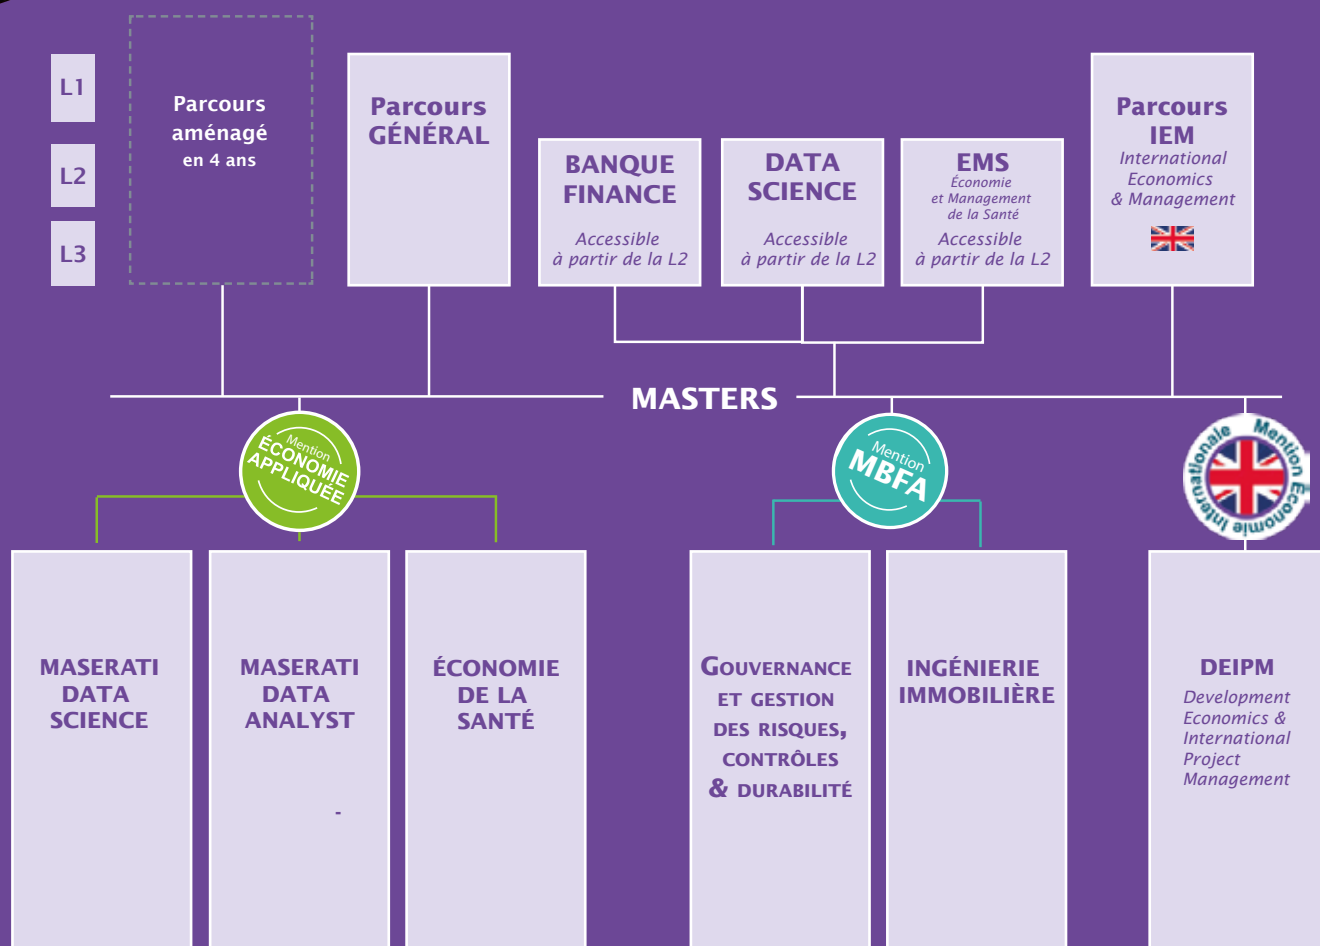 L1
L2
L3
Parcours
aménagé
en 4 ans
Parcours
GÉNÉRAL
BANQUE
FINANCE
Accessible
à partir de la L2
DATA
SCIENCE
Accessible
à partir de la L2
EMS
Économie
et Management
de la Santé
Accessible
à partir de la L2
Parcours
IEM
International
Economics
& Management
MASTERS
Mention
ÉCONOMIE
APPLIQUÉE
Mention
MBFA
Mention Économie Internationale
MASERATI
DATA
SCIENCE
MASERATI
DATA
ANALYST
-
ÉCONOMIE
DE LA
SANTÉ
GOUVERNANCE
ET GESTION
DES RISQUES,
CONTRÔLES
& DURABILITÉ
INGÉNIERIE
IMMOBILIÈRE
DEIPM
Development
Economics &
International
Project
Management